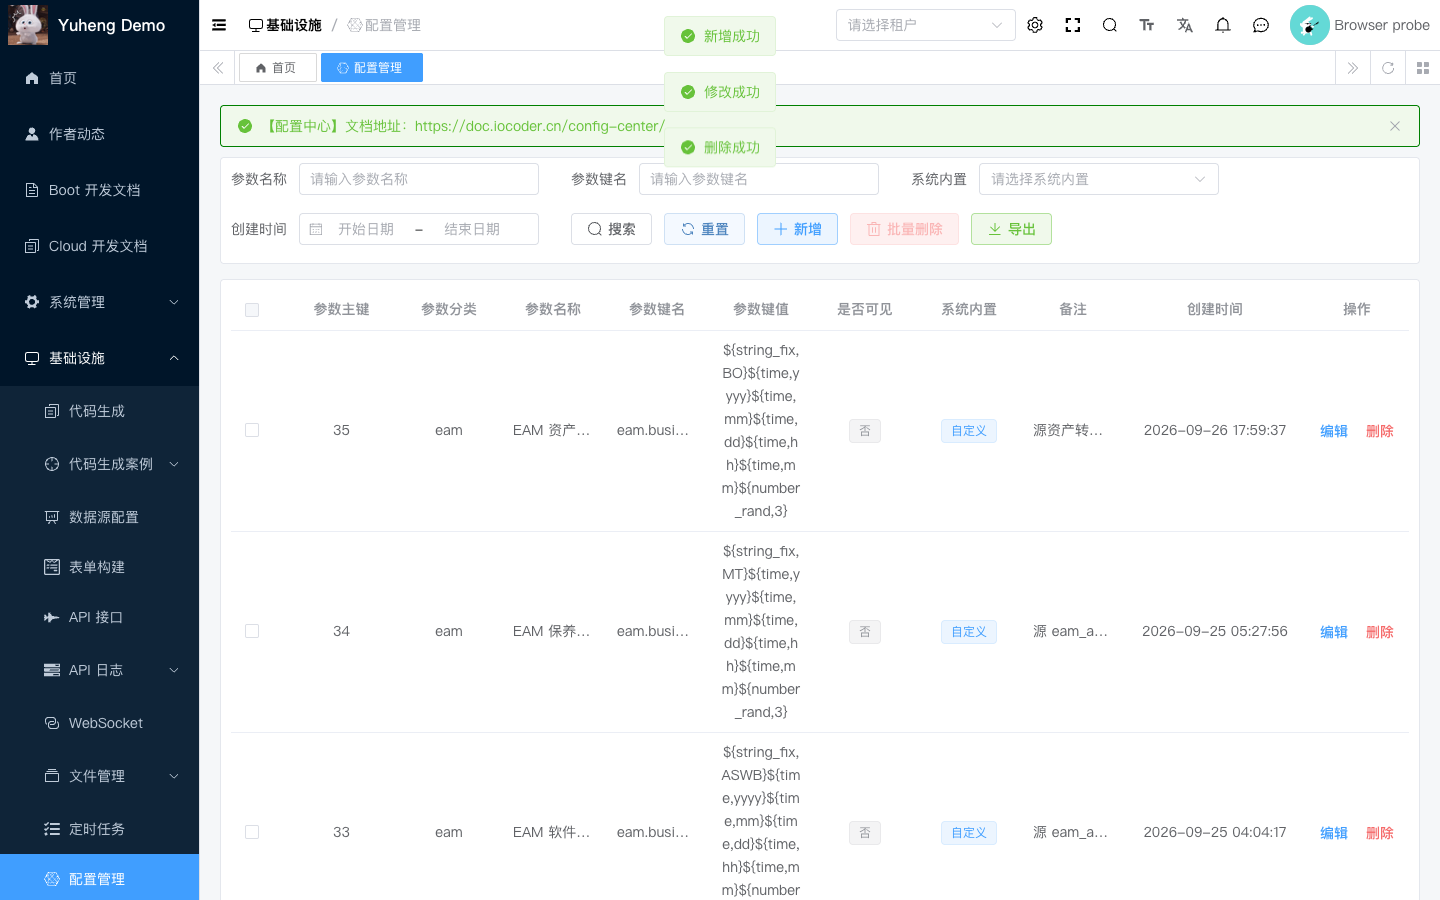 Yuheng Demo
首页
作者动态
Boot 开发文档
Cloud 开发文档
系统管理
基础设施
代码生成
代码生成案例
数据源配置
表单构建
API 接口
API 日志
WebSocket
文件管理
定时任务
配置管理
基础设施 / 配置管理
请选择租户
Browser probe
首页
配置管理
新增成功
修改成功
删除成功
【配置中心】文档地址：https://doc.iocoder.cn/config-center/
参数名称 请输入参数名称 参数键名 请输入参数键名 系统内置 请选择系统内置
创建时间 开始日期 - 结束日期 搜索 重置 新增 批量删除 导出
参数主键 参数分类 参数名称 参数键名 参数键值 是否可见 系统内置 备注 创建时间 操作
35 eam EAM 资产... eam.busi...
${string_fix,
BO}${time,y
yyy}${time,
mm}${time,
dd}${time,h
h}${time,m
m}${number
_rand,3}
否 自定义 源资产转... 2026-09-26 17:59:37 编辑 删除
34 eam EAM 保养... eam.busi...
${string_fix,
MT}${time,y
yyy}${time,
mm}${time,
dd}${time,h
h}${time,m
m}${number
_rand,3}
否 自定义 源 eam_a... 2026-09-25 05:27:56 编辑 删除
33 eam EAM 软件... eam.busi...
${string_fix,
ASWB}${tim
e,yyyy}${tim
e,mm}${tim
e,dd}${time,
hh}${time,m
m}${number
否 自定义 源 eam_a... 2026-09-25 04:04:17 编辑 删除